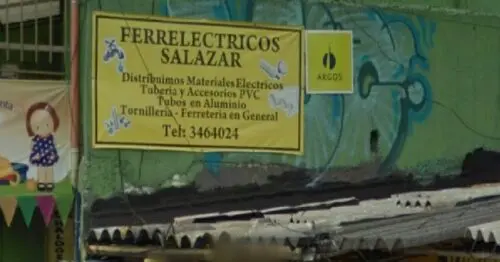 FERRELECTRICOS
SALAZAR
Distribuimos Materiales Electricos
Tuberia y Accesorios PVC
Tubos en Aluminio
Tornilleria - Ferreteria en General
Tel: 3464024
ARGOS